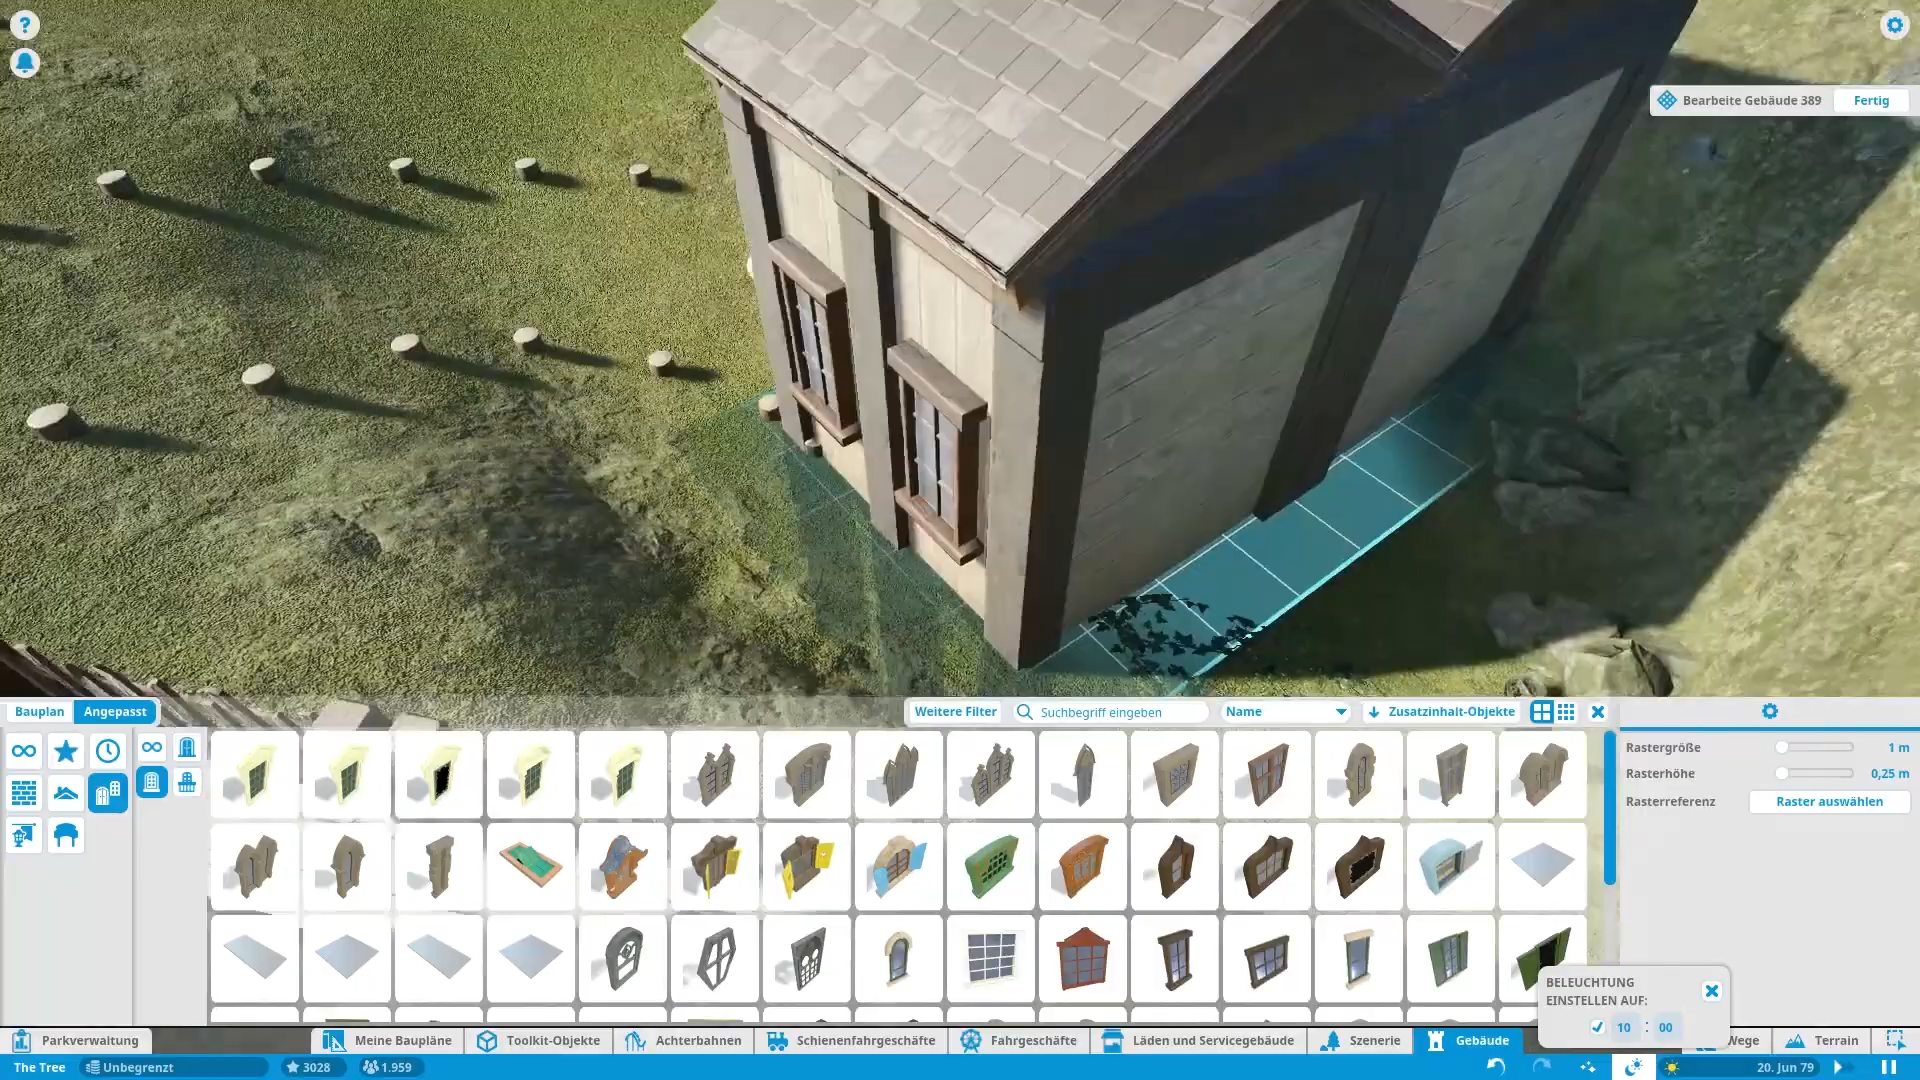 ?
Bearbeite Gebäude 389
Fertig
Bauplan
Angepasst
Weitere Filter
Suchbegriff eingeben
Name
Zusatzinhalt-Objekte
Rastergröße
1 m
Rasterhöhe
0,25 m
Rasterreferenz
Raster auswählen
BELEUCHTUNG
EINSTELLEN AUF:
10 : 00
Parkverwaltung
Meine Baupläne
Toolkit-Objekte
Achterbahnen
Schienenfahrgeschäfte
Fahrgeschäfte
Läden und Servicegebäude
Szenerie
Gebäude
Wege
Terrain
The Tree
Unbegrenzt
3028
1.959
20. Jun 79